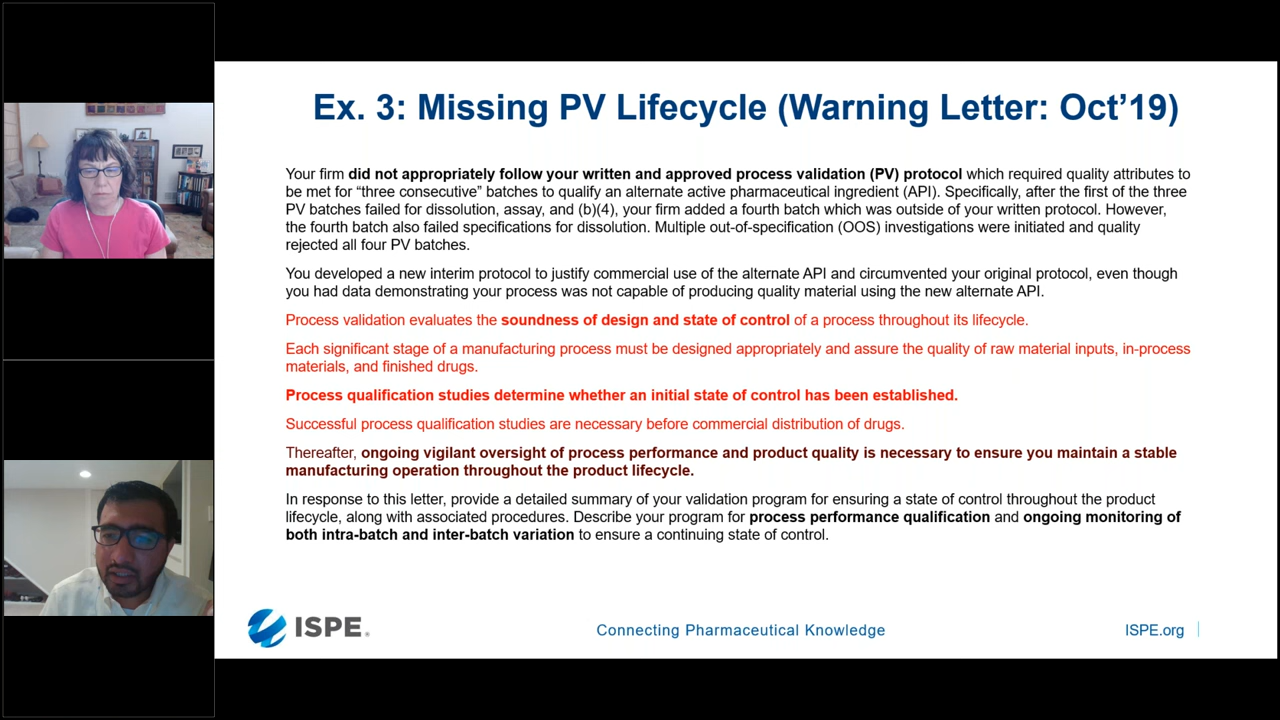 Ex. 3: Missing PV Lifecycle (Warning Letter: Oct’19)
Your firm did not appropriately follow your written and approved process validation (PV) protocol which required quality attributes to
be met for “three consecutive” batches to qualify an alternate active pharmaceutical ingredient (API). Specifically, after the first of the three
PV batches failed for dissolution, assay, and (b)(4), your firm added a fourth batch which was outside of your written protocol. However,
the fourth batch also failed specifications for dissolution. Multiple out-of-specification (OOS) investigations were initiated and quality
rejected all four PV batches.
You developed a new interim protocol to justify commercial use of the alternate API and circumvented your original protocol, even though
you had data demonstrating your process was not capable of producing quality material using the new alternate API.
Process validation evaluates the soundness of design and state of control of a process throughout its lifecycle.
Each significant stage of a manufacturing process must be designed appropriately and assure the quality of raw material inputs, in-process
materials, and finished drugs.
Process qualification studies determine whether an initial state of control has been established.
Successful process qualification studies are necessary before commercial distribution of drugs.
Thereafter, ongoing vigilant oversight of process performance and product quality is necessary to ensure you maintain a stable
manufacturing operation throughout the product lifecycle.
In response to this letter, provide a detailed summary of your validation program for ensuring a state of control throughout the product
lifecycle, along with associated procedures. Describe your program for process performance qualification and ongoing monitoring of
both intra-batch and inter-batch variation to ensure a continuing state of control.
ISPE®
Connecting Pharmaceutical Knowledge
ISPE.org